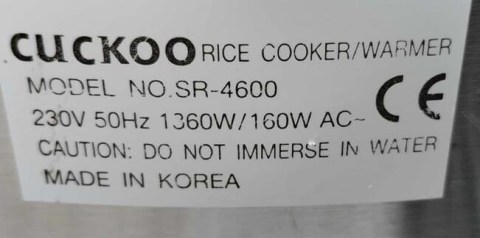 CUCKOO RICE COOKER/WARMER
MODEL NO.SR-4600
230V 50Hz 1360W/160W AC~
CE
CAUTION: DO NOT IMMERSE IN WATER
MADE IN KOREA